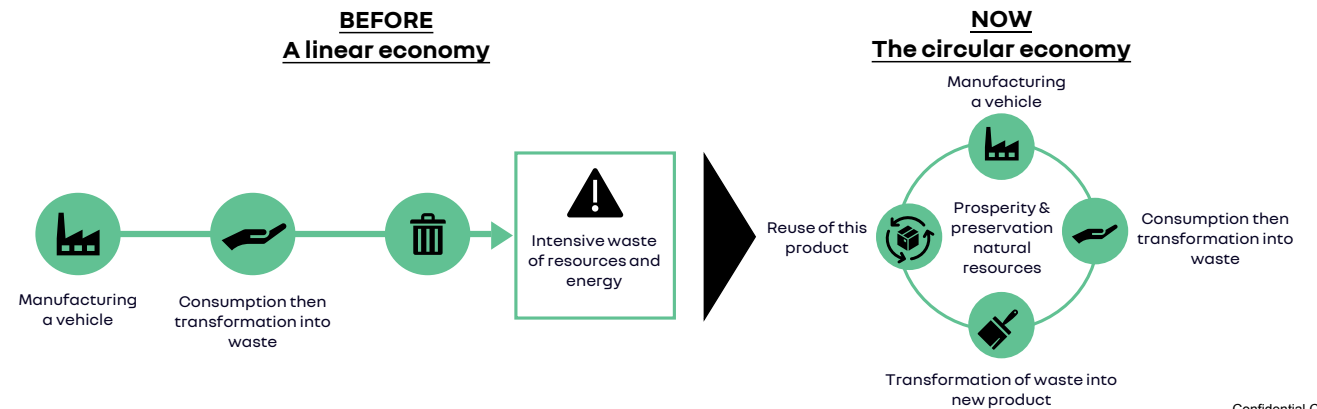 BEFORE
A linear economy
Manufacturing
a vehicle
Consumption then
transformation into
waste
Intensive waste
of resources and
energy
NOW
The circular economy
Manufacturing
a vehicle
Reuse of this
product
Prosperity &
preservation
natural
resources
Consumption then
transformation into
waste
Transformation of waste into
new product
Confidential